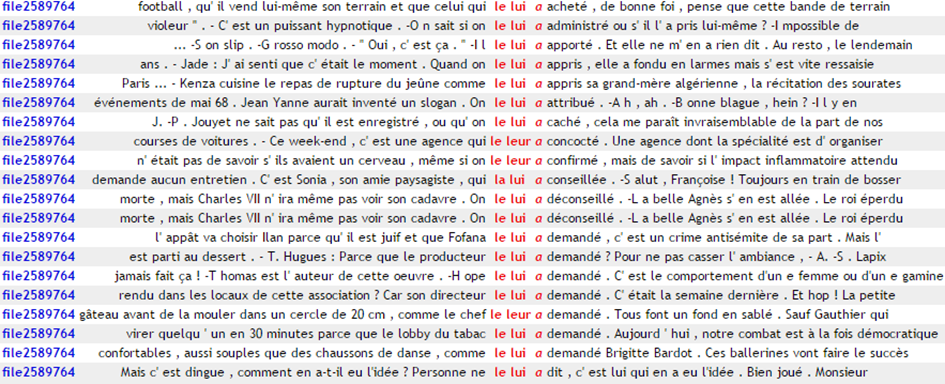 file2589764 football , qu' il vend lui-même son terrain et que celui qui le lui a acheté , de bonne foi , pense que cette bande de terrain
file2589764 violeur " . - C' est un puissant hypnotique . -O n sait si on le lui a administré ou s' il l' a pris lui-même ? -I mpossible de
file2589764 ... -S on slip . -G rosso modo . - " Oui , c' est ça . " -I l le lui a apporté . Et elle ne m' en a rien dit . Au resto , le lendemain
file2589764 ans . - Jade : J' ai senti que c' était le moment . Quand on le lui a appris , elle a fondu en larmes mais s' est vite ressaisie
file2589764 Paris ... - Kenza cuisine le repas de rupture du jeûne comme le lui a appris sa grand-mère algérienne , la récitation des sourates
file2589764 événements de mai 68 . Jean Yanne aurait inventé un slogan . On le lui a attribué . -A h , ah . -B onne blague , hein ? -I l y en
file2589764 J. -P . Jouyet ne sait pas qu' il est enregistré , ou qu' on le lui a caché , cela me paraît invraisemblable de la part de nos
file2589764 courses de voitures . - Ce week-end , c' est une agence qui le leur a concocté . Une agence dont la spécialité est d' organiser
file2589764 n' était pas de savoir s' ils avaient un cerveau , même si on le leur a confirmé , mais de savoir si l' impact inflammatoire attendu
file2589764 demande aucun entretien . C' est Sonia , son amie paysagiste , qui la lui a conseillée . -S alut , Françoise ! Toujours en train de bosser
file2589764 morte , mais Charles VII n' ira même pas voir son cadavre . On le lui a déconseillé . -L a belle Agnès s' en est allée . Le roi éperdu
file2589764 morte , mais Charles VII n' ira même pas voir son cadavre . On le lui a déconseillé . -L a belle Agnès s' en est allée . Le roi éperdu
file2589764 l' appât va choisir Ilan parce qu' il est juif et que Fofana le lui a demandé , c' est un crime antisémite de sa part . Mais l'
file2589764 est parti au dessert . - T. Hugues : Parce que le producteur le lui a demandé ? Pour ne pas casser l' ambiance , - A. -S . Lapix
file2589764 jamais fait ça ! -T homas est l' auteur de cette oeuvre . -H ope le lui a demandé . C' est le comportement d'un e femme ou d'un e gamine
file2589764 rendu dans les locaux de cette association ? Car son directeur le lui a demandé . C' était la semaine dernière . Et hop ! La petite
file2589764 gâteau avant de la mouler dans un cercle de 20 cm , comme le chef le leur a demandé . Tous font un fond en sablé . Sauf Gauthier qui
file2589764 virer quelqu ' un en 30 minutes parce que le lobby du tabac le lui a demandé . Aujourd ' hui , notre combat est à la fois démocratique
file2589764 confortables , aussi souples que des chaussons de danse , comme le lui a demandé Brigitte Bardot . Ces ballerines vont faire le succès
file2589764 Mais c' est dingue , comment en a-t-il eu l'idée ? Personne ne le lui a dit , c' est lui qui en a eu l'idée . Bien joué . Monsieur